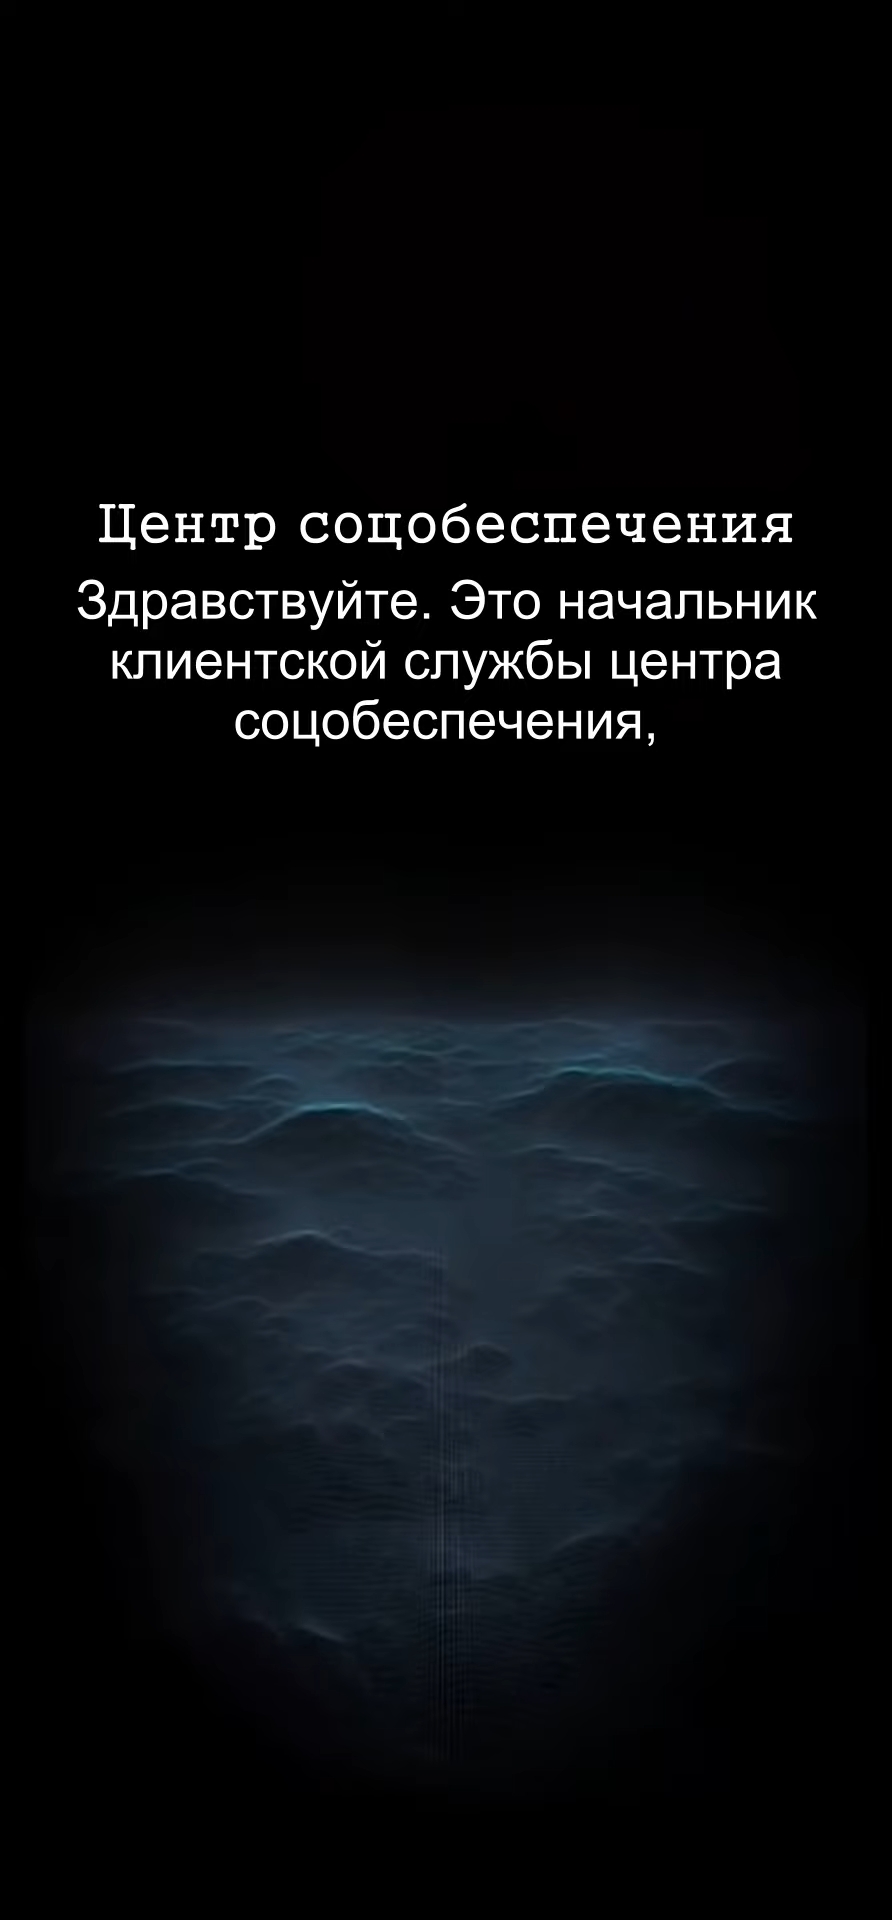 Центр соцобеспечения
Здравствуйте. Это начальник
клиентской службы центра
соцобеспечения,